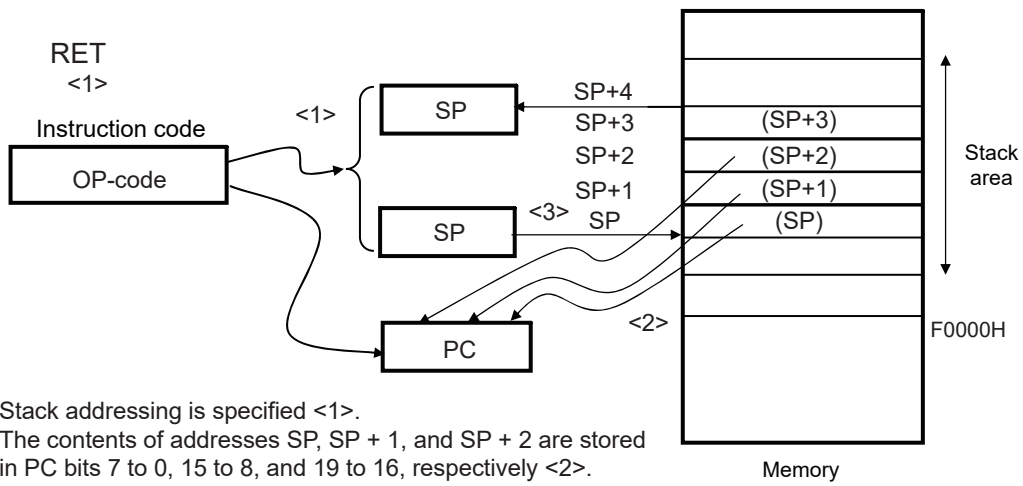 RET
<1>
Instruction code
OP-code
<1>
SP
SP
<3>
PC
SP+4
SP+3
SP+2
SP+1
SP
<2>
(SP+3)
(SP+2)
(SP+1)
(SP)
Stack
area
F0000H
Memory
Stack addressing is specified <1>.
The contents of addresses SP, SP + 1, and SP + 2 are stored
in PC bits 7 to 0, 15 to 8, and 19 to 16, respectively <2>.